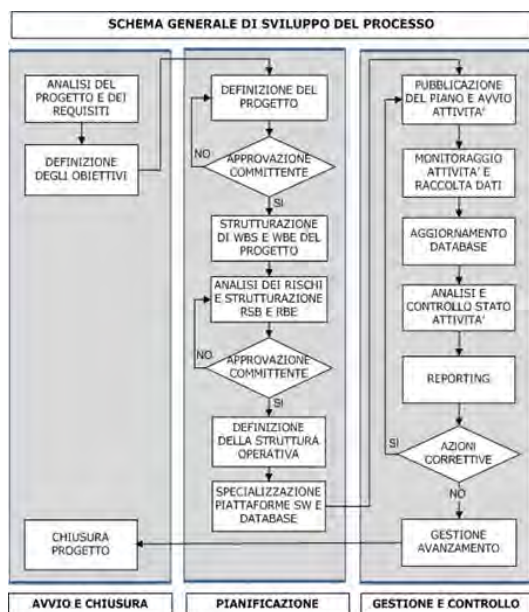 SCHEMA GENERALE DI SVILUPPO DEL PROCESSO
ANALISI DEL
PROGETTO E DEI
REQUISITI
DEFINIZIONE
DEGLI OBIETTIVI
CHIUSURA
PROGETTO
AVVIO E CHIUSURA
DEFINIZIONE DEL
PROGETTO
NO
APPROVAZIONE
COMMITTENTE
SI
STRUTTURAZIONE
DI WBS E WBE DEL
PROGETTO
ANALISI DEI RISCHI
E STRUTTURAZIONE
RSB E RBE
NO
APPROVAZIONE
COMMITTENTE
SI
DEFINIZIONE
DELLA STRUTTURA
OPERATIVA
SPECIALIZZAZIONE
PIATTAFORME SW E
DATABASE
PIANIFICAZIONE
PUBBLICAZIONE
DEL PIANO E AVVIO
ATTIVITA'
MONITORAGGIO
ATTIVITA' E
RACCOLTA DATI
AGGIORNAMENTO
DATABASE
ANALISI E
CONTROLLO STATO
ATTIVITA'
REPORTING
SI
AZIONI
CORRETTIVE
NO
GESTIONE
AVANZAMENTO
GESTIONE E CONTROLLO